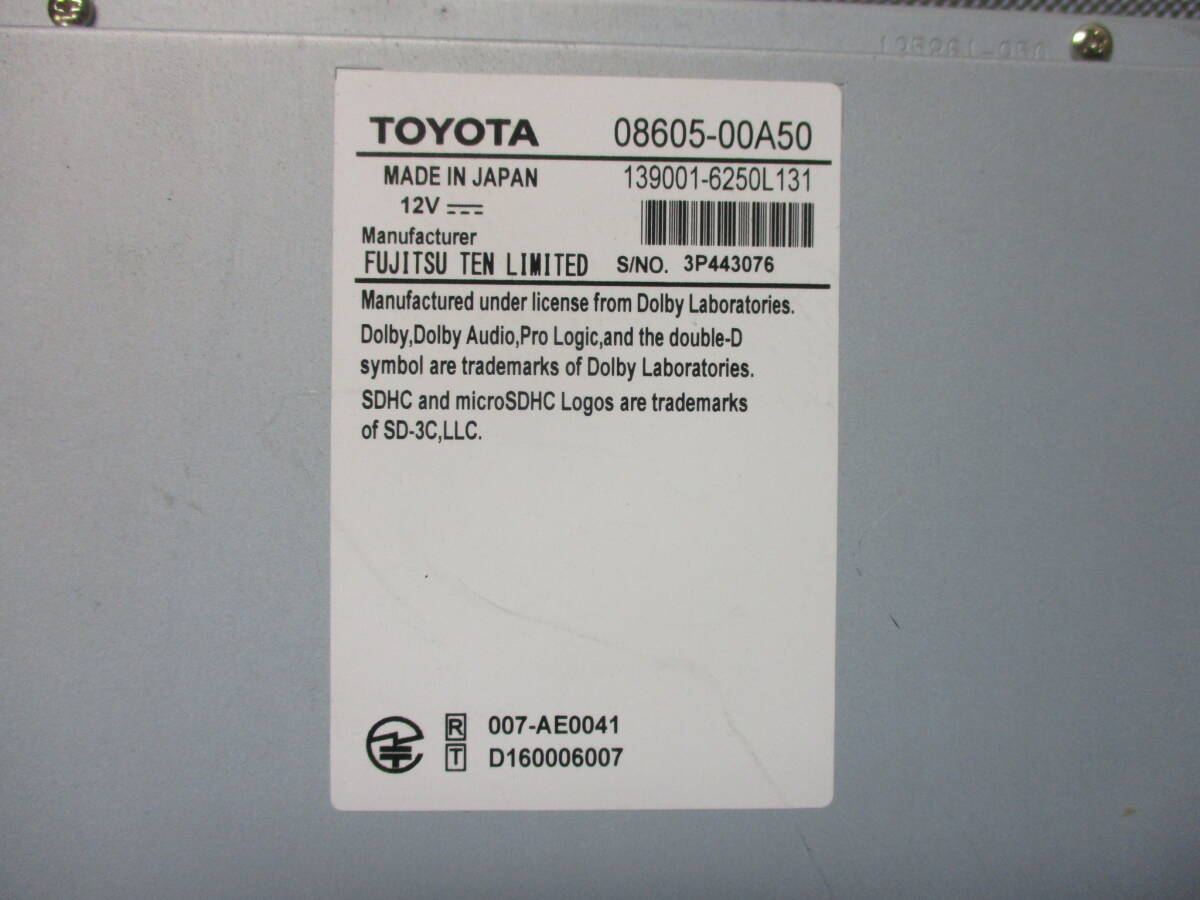 TOYOTA 08605-00A50
MADE IN JAPAN 139001-6250L131
12V
Manufacturer
FUJITSU TEN LIMITED S/NO. 3P443076
Manufactured under license from Dolby Laboratories.
Dolby,Dolby Audio,Pro Logic,and the double-D
symbol are trademarks of Dolby Laboratories.
SDHC and microSDHC Logos are trademarks
of SD-3C,LLC.
R 007-AE0041
T D160006007